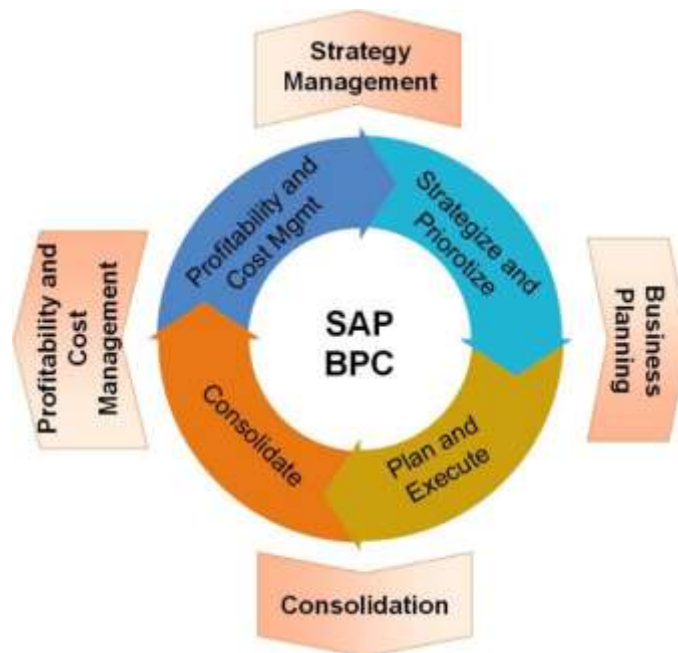 Strategy
Management
Profitability and
Cost Mgmt
Strategize and
Priorotize
Profitability and
Cost
Management
SAP
BPC
Business
Planning
Consolidate
Plan and
Execute
Consolidation